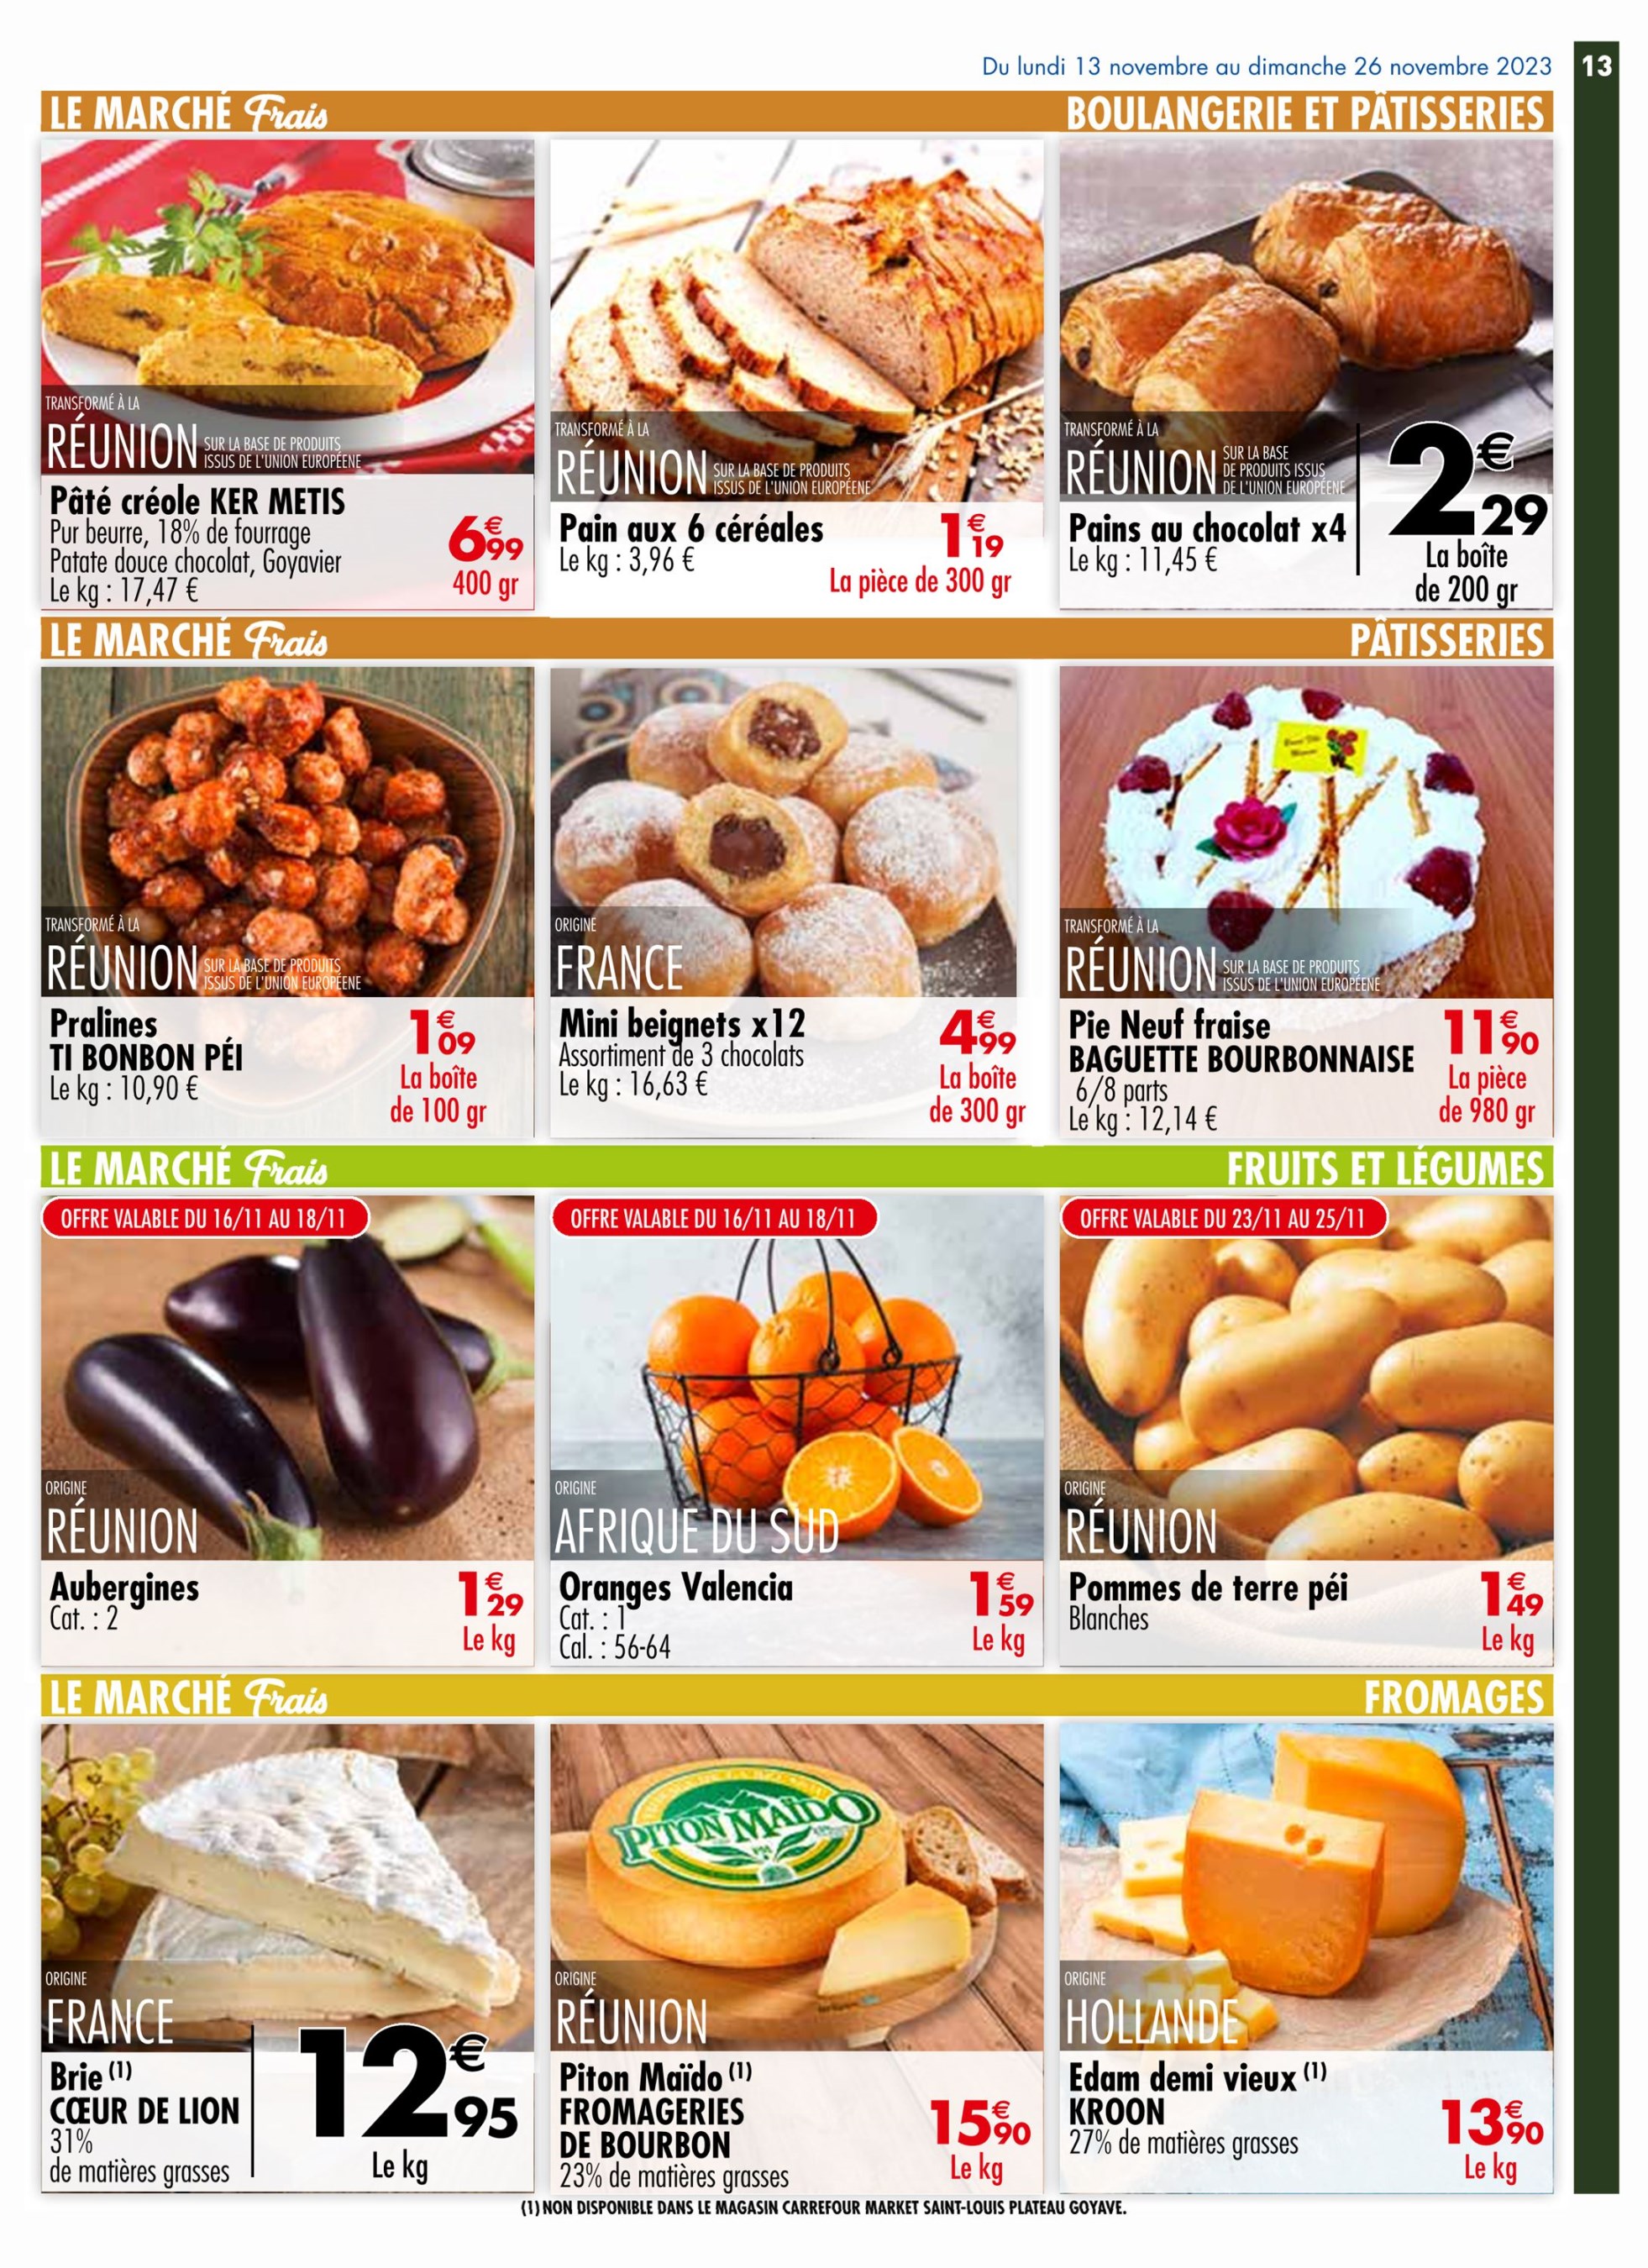 Du lundi 13 novembre au dimanche 26 novembre 2023
13
LE MARCHÉ Frais
BOULANGERIE ET PÂTISSERIES
TRANSFORMÉ À LA
RÉUNION SUR LA BASE DE PRODUITS
ISSUS DE L'UNION EUROPÉENE
Pâté créole KER METIS
Pur beurre, 18% de fourrage
Patate douce chocolat, Goyavier
Le kg : 17,47 €
6€99
400 gr
TRANSFORMÉ À LA
RÉUNION SUR LA BASE DE PRODUITS
ISSUS DE L'UNION EUROPÉENE
Pain aux 6 céréales
Le kg : 3,96 €
1€19
La pièce de 300 gr
TRANSFORMÉ À LA
RÉUNION SUR LA BASE
DE PRODUITS ISSUS
DE L'UNION EUROPÉENE
Pains au chocolat x4
Le kg : 11,45 €
2€29
La boîte
de 200 gr
LE MARCHÉ Frais
PÂTISSERIES
TRANSFORMÉ À LA
RÉUNION SUR LA BASE DE PRODUITS
ISSUS DE L'UNION EUROPÉENE
Pralines
TI BONBON PÉI
Le kg : 10,90 €
1€09
La boîte
de 100 gr
ORIGINE
FRANCE
Mini beignets x12
Assortiment de 3 chocolats
Le kg : 16,63 €
4€99
La boîte
de 300 gr
TRANSFORMÉ À LA
RÉUNION SUR LA BASE DE PRODUITS
ISSUS DE L'UNION EUROPÉENE
Pie Neuf fraise
BAGUETTE BOURBONNAISE
6/8 parts
Le kg : 12,14 €
11€90
La pièce
de 980 gr
LE MARCHÉ Frais
FRUITS ET LÉGUMES
OFFRE VALABLE DU 16/11 AU 18/11
ORIGINE
RÉUNION
Aubergines
Cat. : 2
1€29
Le kg
OFFRE VALABLE DU 16/11 AU 18/11
ORIGINE
AFRIQUE DU SUD
Oranges Valencia
Cat. : 1
Cal. : 56-64
1€59
Le kg
OFFRE VALABLE DU 23/11 AU 25/11
ORIGINE
RÉUNION
Pommes de terre péi
Blanches
1€49
Le kg
LE MARCHÉ Frais
FROMAGES
ORIGINE
FRANCE
Brie (1)
CŒUR DE LION
31%
de matières grasses
12€95
Le kg
PITON MAÏDO
ORIGINE
RÉUNION
Piton Maïdo (1)
FROMAGERIES
DE BOURBON
23% de matières grasses
15€90
Le kg
ORIGINE
HOLLANDE
Edam demi vieux (1)
KROON
27% de matières grasses
13€90
Le kg
(1) NON DISPONIBLE DANS LE MAGASIN CARREFOUR MARKET SAINT-LOUIS PLATEAU GOYAVE.